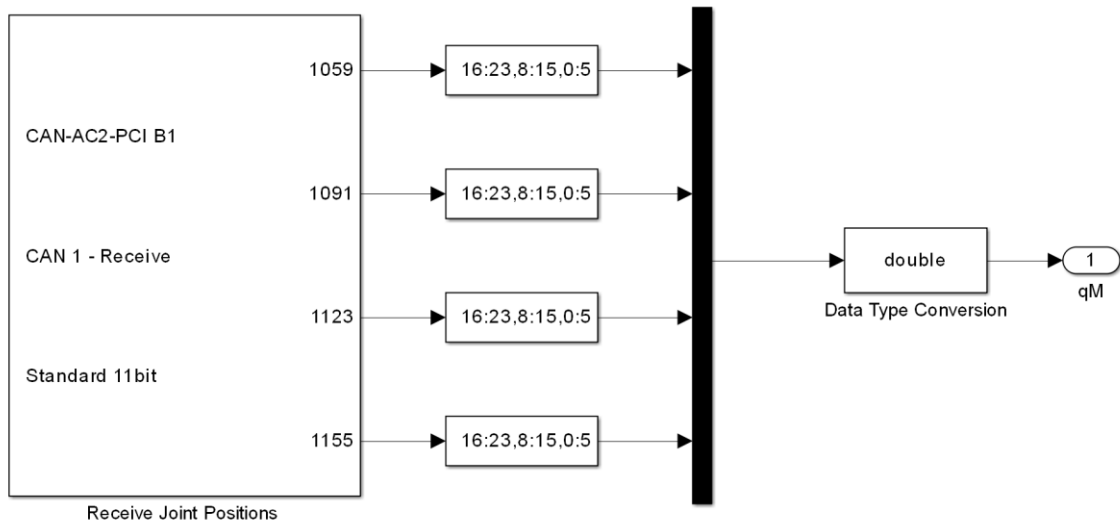 1059
16:23,8:15,0:5
CAN-AC2-PCI B1
1091
16:23,8:15,0:5
CAN 1 - Receive
double
1
qM
Data Type Conversion
1123
16:23,8:15,0:5
Standard 11bit
1155
16:23,8:15,0:5
Receive Joint Positions